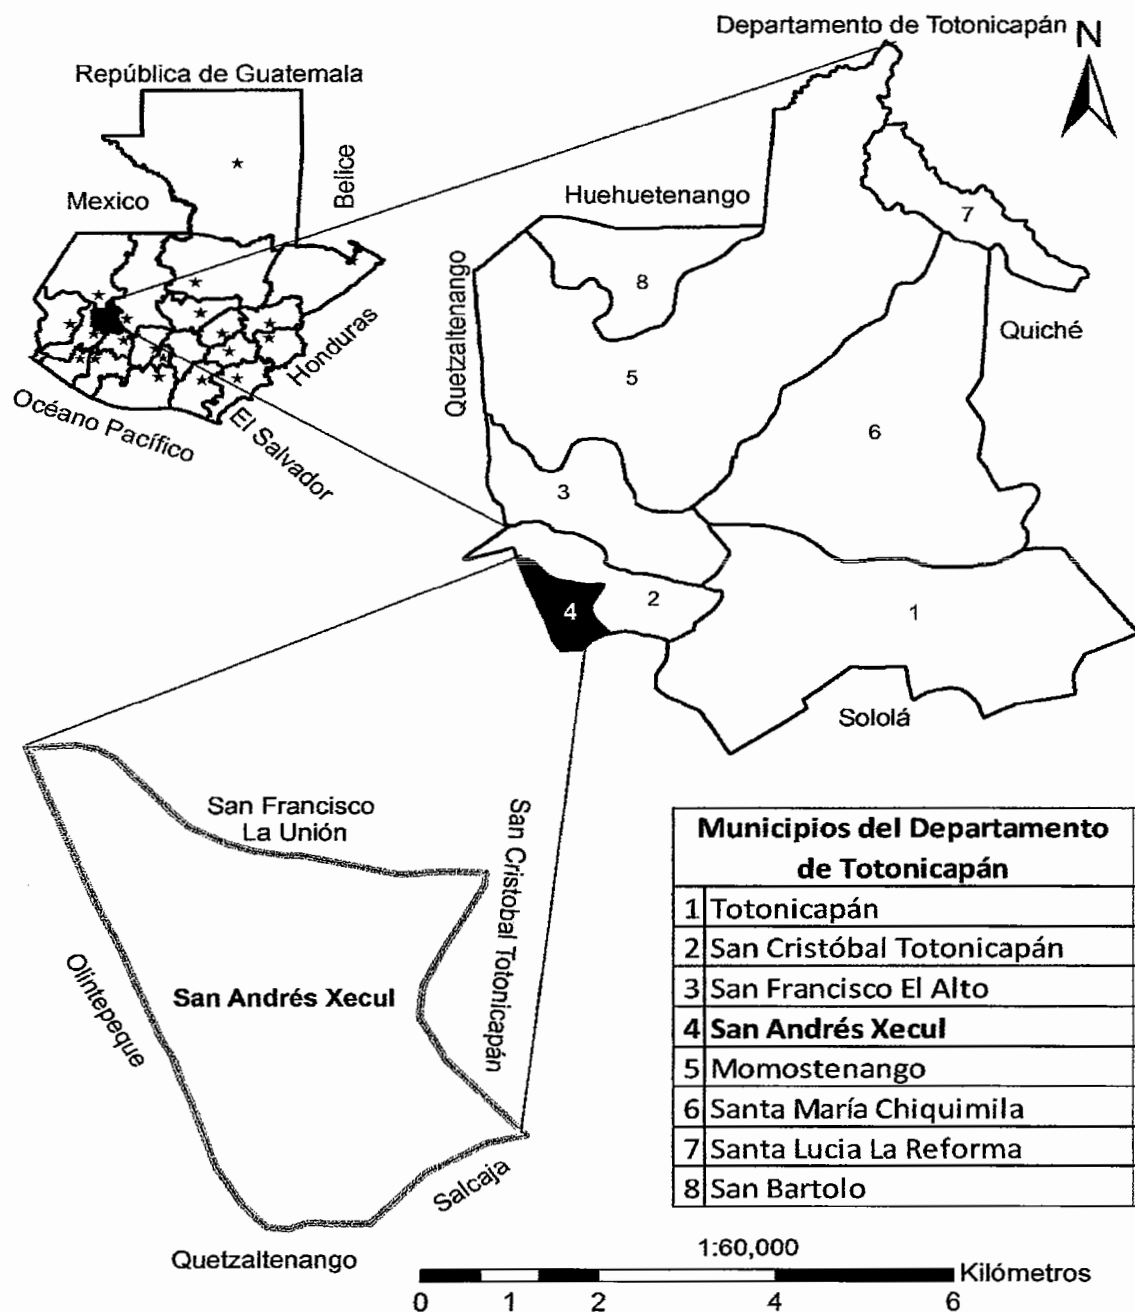 Departamento de Totonicapán
N
República de Guatemala
Belice
Mexico
Huehuetenango
7
8
Quetzaltenango
Quiché
Honduras
5
6
Océano Pacífico
El Salvador
3
2
4
1
Sololá
San Francisco
La Unión
San Cristobal Totonicapán
Olintepeque
San Andrés Xecul
Salcaja
Quetzaltenango
Municipios del Departamento
de Totonicapán
1 Totonicapán
2 San Cristóbal Totonicapán
3 San Francisco El Alto
4 San Andrés Xecul
5 Momostenango
6 Santa María Chiquimila
7 Santa Lucia La Reforma
8 San Bartolo
1:60,000
Kilómetros
0 1 2 4 6